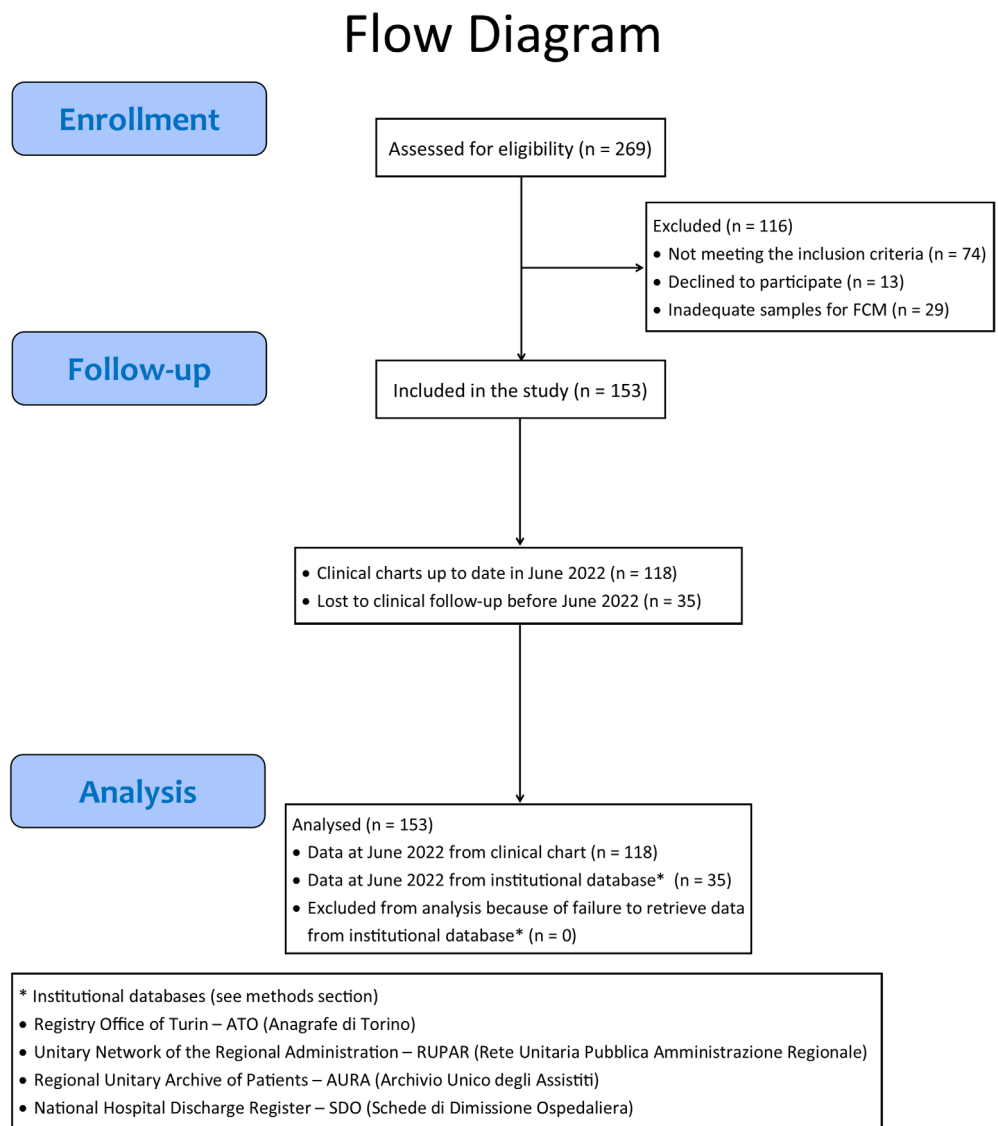 Flow Diagram
Enrollment
Assessed for eligibility (n = 269)
Excluded (n = 116)
• Not meeting the inclusion criteria (n = 74)
• Declined to participate (n = 13)
• Inadequate samples for FCM (n = 29)
Follow-up
Included in the study (n = 153)
• Clinical charts up to date in June 2022 (n = 118)
• Lost to clinical follow-up before June 2022 (n = 35)
Analysis
Analysed (n = 153)
• Data at June 2022 from clinical chart (n = 118)
• Data at June 2022 from institutional database* (n = 35)
• Excluded from analysis because of failure to retrieve data
from institutional database* (n = 0)
* Institutional databases (see methods section)
• Registry Office of Turin – ATO (Anagrafe di Torino)
• Unitary Network of the Regional Administration – RUPAR (Rete Unitaria Pubblica Amministrazione Regionale)
• Regional Unitary Archive of Patients – AURA (Archivio Unico degli Assistiti)
• National Hospital Discharge Register – SDO (Schede di Dimissione Ospedaliera)